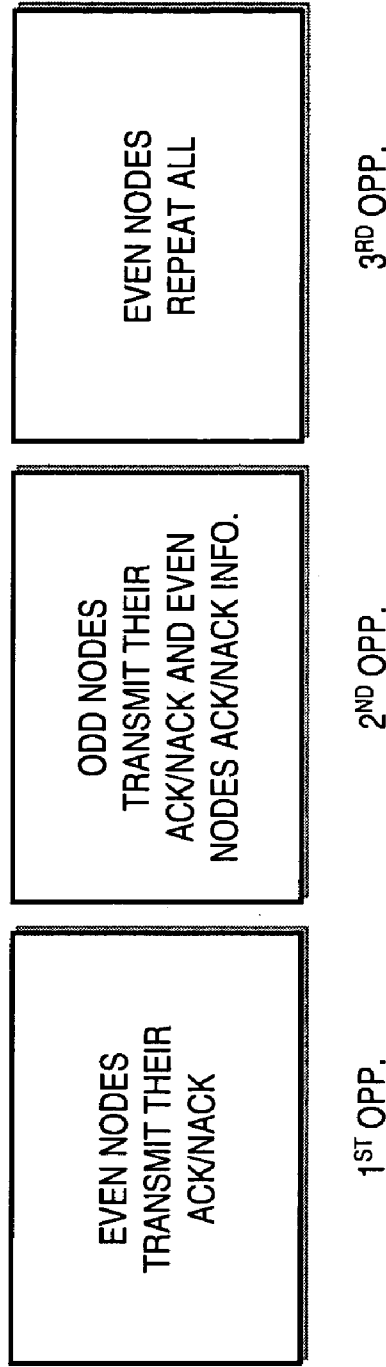 EVEN NODES
TRANSMIT THEIR
ACK/NACK
1ST OPP.
ODD NODES
TRANSMIT THEIR
ACK/NACK AND EVEN
NODES ACK/NACK INFO.
2ND OPP.
EVEN NODES
REPEAT ALL
3RD OPP.